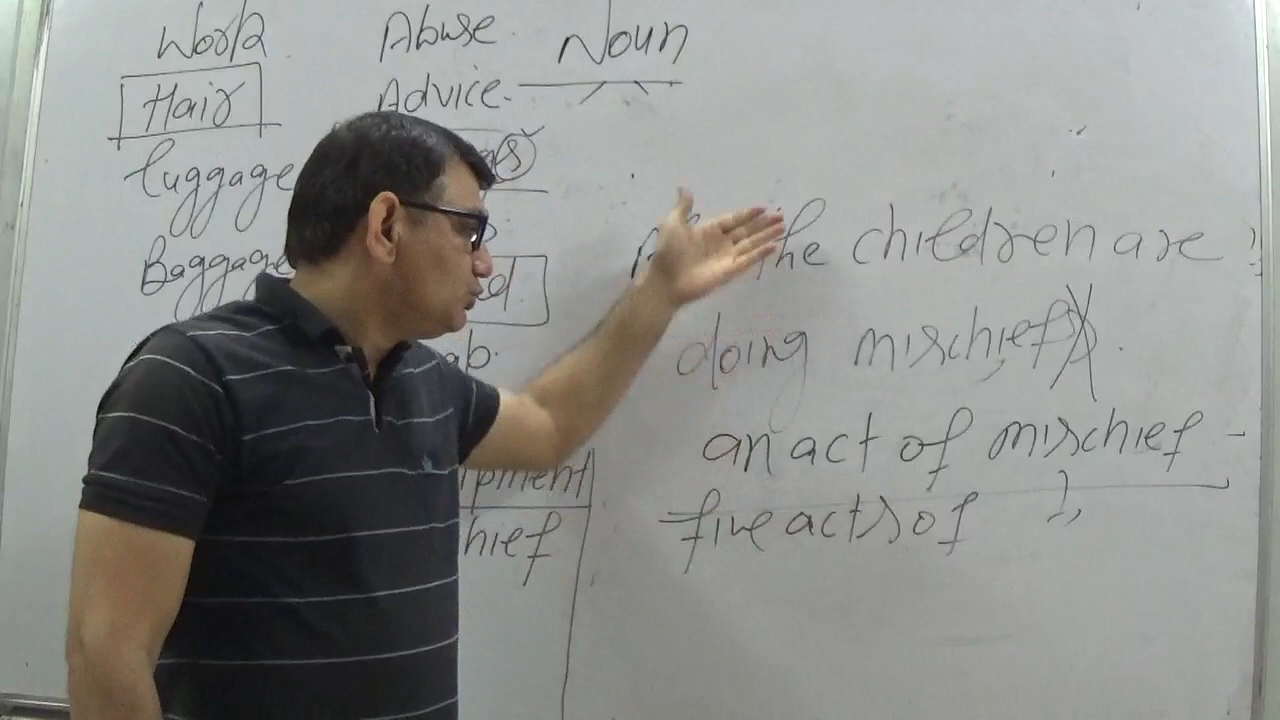 Work
Hair
Luggage
Baggage
Abuse
Advice.
Noun
the children are
doing mischief
an act of mischief -
five acts of "